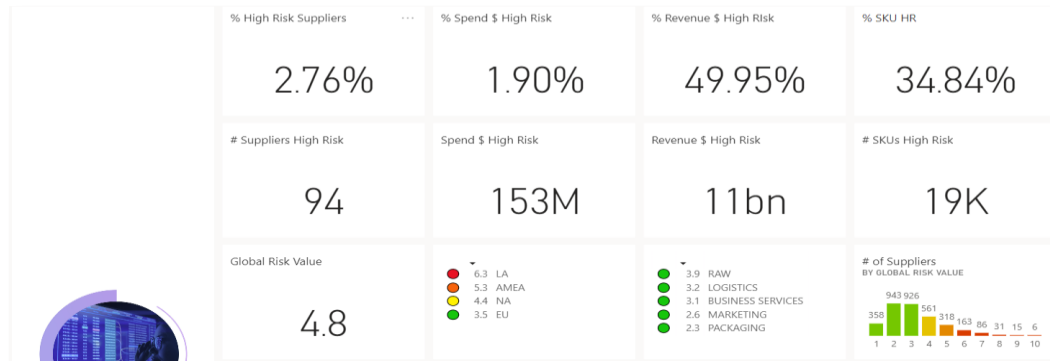 % High Risk Suppliers ...
2.76%
% Spend $ High Risk
1.90%
% Revenue $ High RIsk
49.95%
% SKU HR
34.84%
# Suppliers High Risk
94
Spend $ High Risk
153M
Revenue $ High Risk
11bn
# SKUs High Risk
19K
Global Risk Value
4.8
6.3 LA
5.3 AMEA
4.4 NA
3.5 EU
3.9 RAW
3.2 LOGISTICS
3.1 BUSINESS SERVICES
2.6 MARKETING
2.3 PACKAGING
# of Suppliers
BY GLOBAL RISK VALUE
358 943 926 561 318 163 86 31 15 6
1 2 3 4 5 6 7 8 9 10